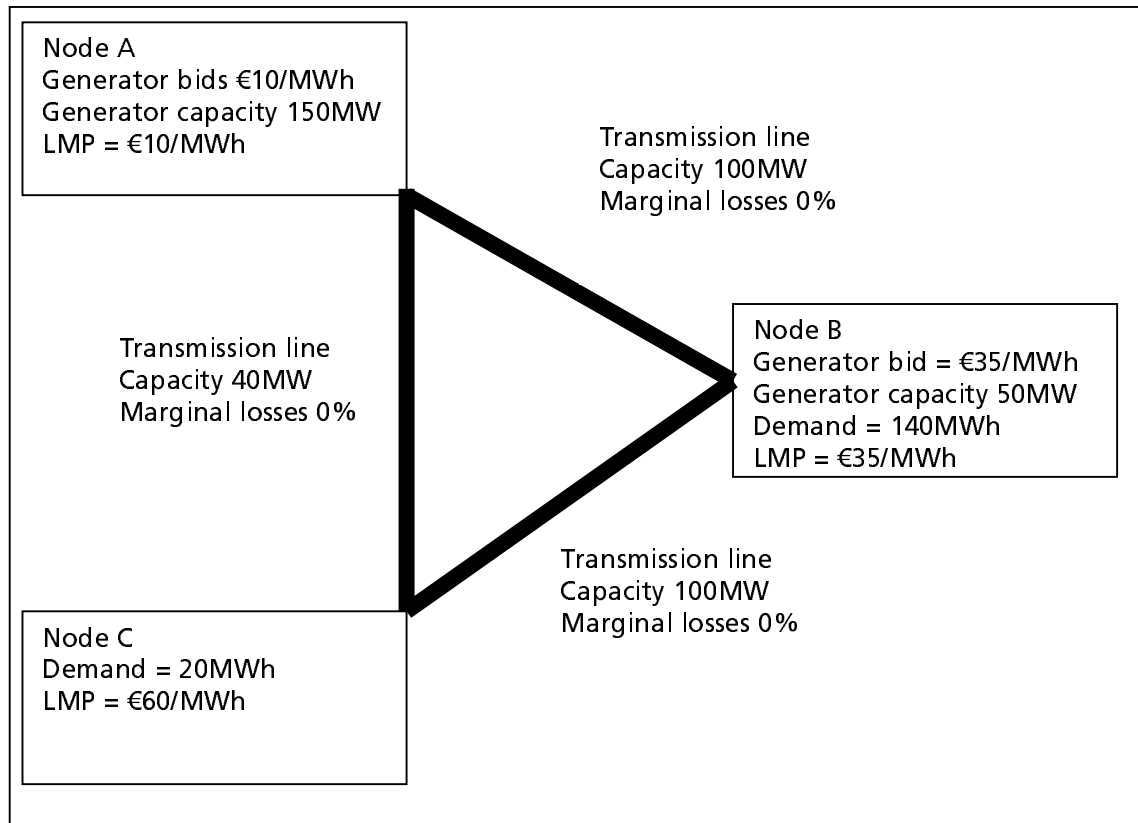 Node A
Generator bids €10/MWh
Generator capacity 150MW
LMP = €10/MWh
Transmission line
Capacity 100MW
Marginal losses 0%
Transmission line
Capacity 40MW
Marginal losses 0%
Node B
Generator bid = €35/MWh
Generator capacity 50MW
Demand = 140MWh
LMP = €35/MWh
Transmission line
Capacity 100MW
Marginal losses 0%
Node C
Demand = 20MWh
LMP = €60/MWh